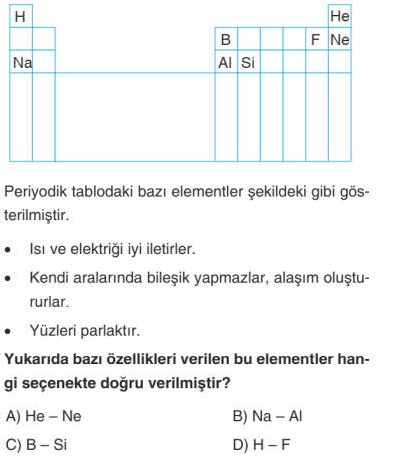 H He
B F Ne
Na Al Si
Periyodik tablodaki bazı elementler şekildeki gibi gös-
terilmiştir.
• Isı ve elektriği iyi iletirler.
• Kendi aralarında bileşik yapmazlar, alaşım oluştu-
rurlar.
• Yüzleri parlaktır.
Yukarıda bazı özellikleri verilen bu elementler han-
gi seçenekte doğru verilmiştir?
A) He – Ne B) Na – Al
C) B – Si D) H – F